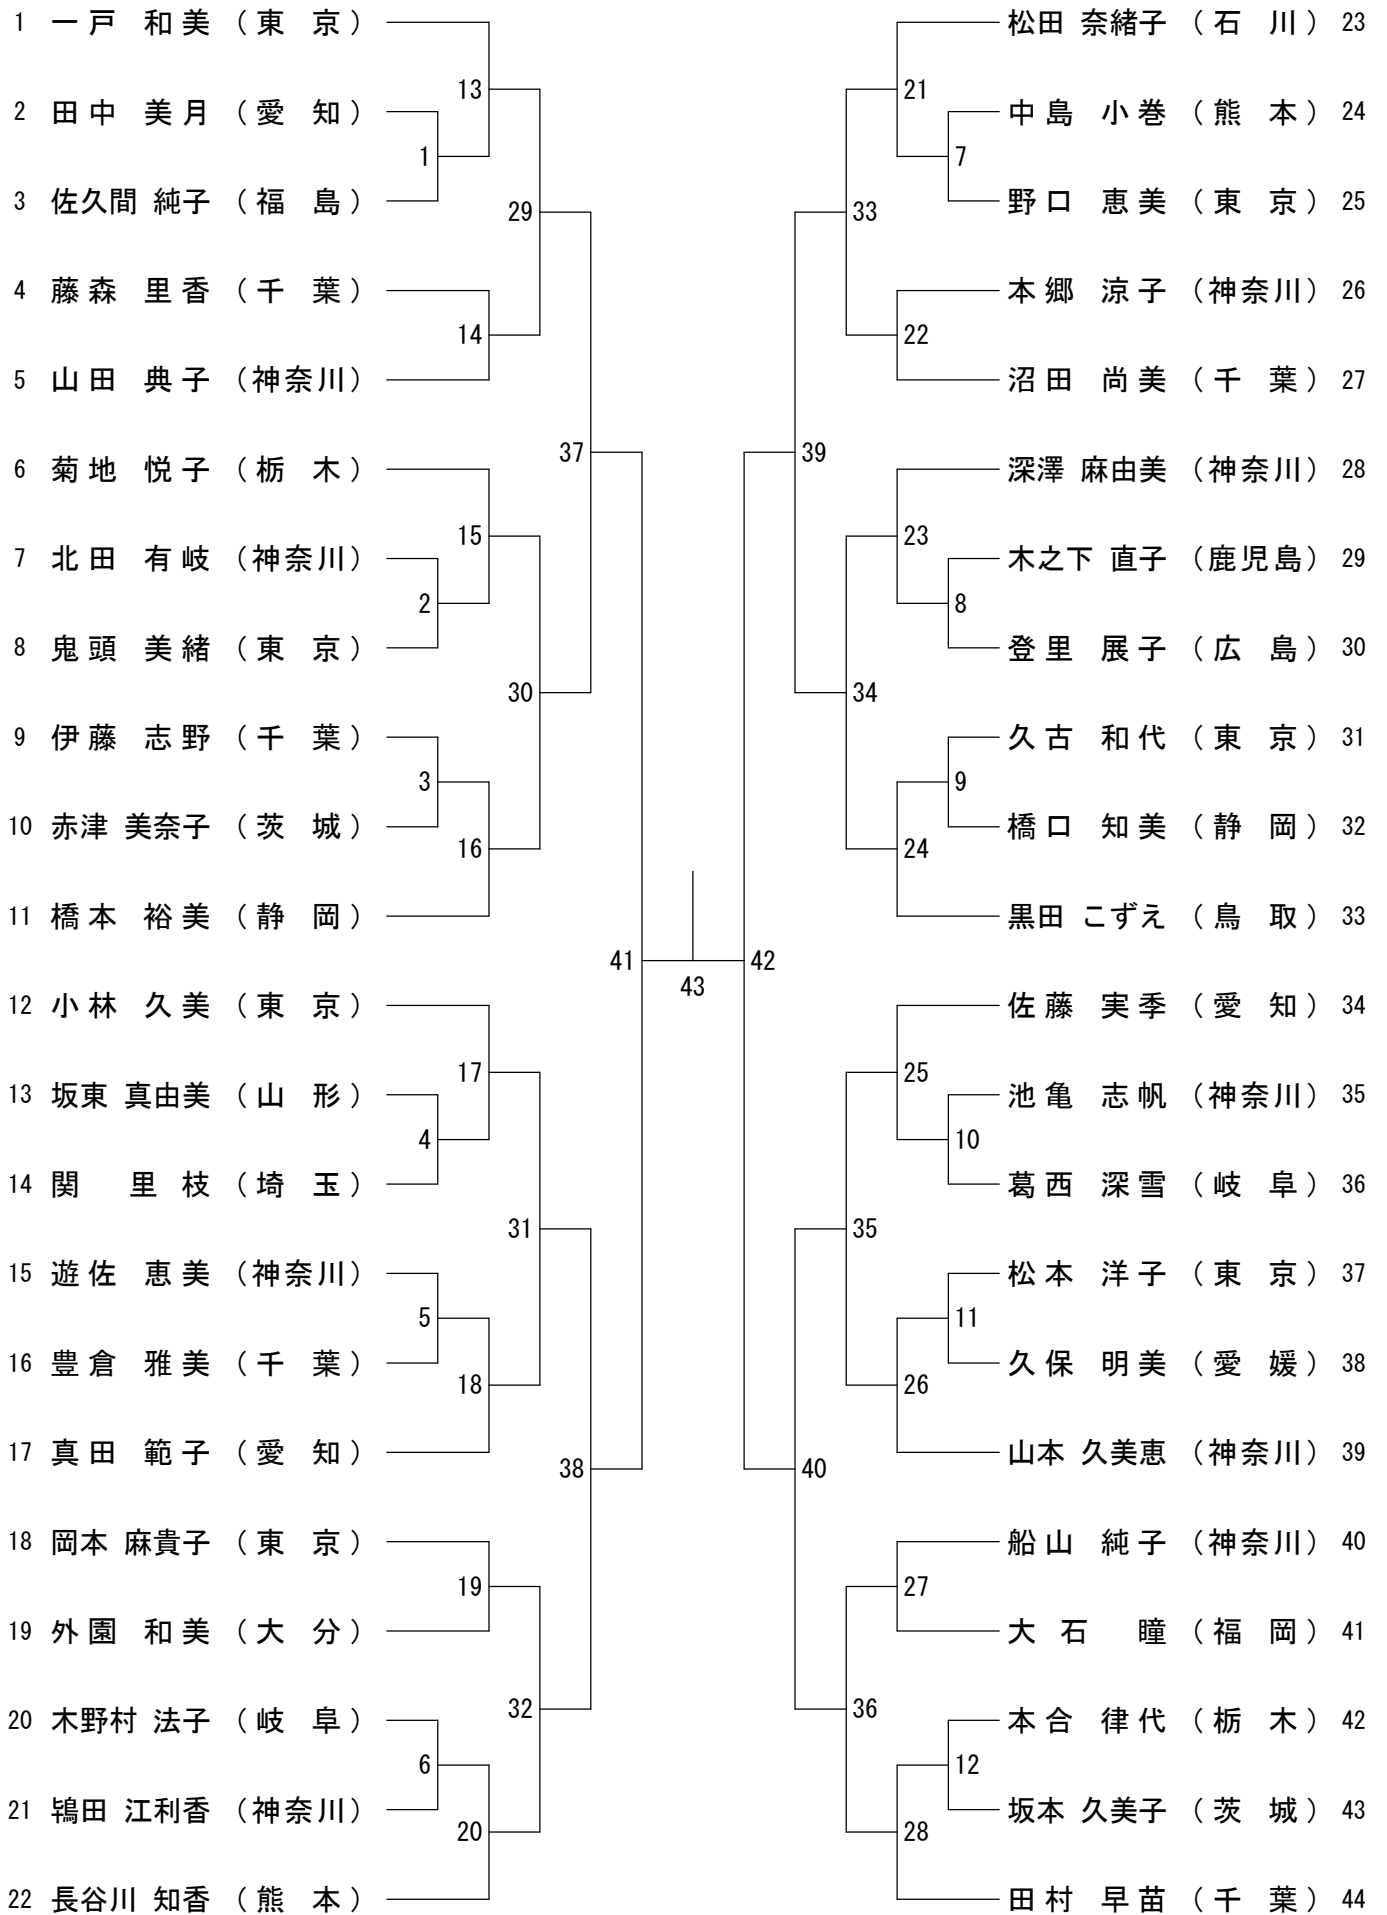 1 一戸 和美 (東 京)
2 田中 美月 (愛 知)
3 佐久間 純子 (福 島)
4 藤森 里香 (千 葉)
5 山田 典子 (神奈川)
6 菊地 悦子 (栃 木)
7 北田 有岐 (神奈川)
8 鬼頭 美緒 (東 京)
9 伊藤 志野 (千 葉)
10 赤津 美奈子 (茨 城)
11 橋本 裕美 (静 岡)
12 小林 久美 (東 京)
13 坂東 真由美 (山 形)
14 関 里枝 (埼 玉)
15 遊佐 恵美 (神奈川)
16 豊倉 雅美 (千 葉)
17 真田 範子 (愛 知)
18 岡本 麻貴子 (東 京)
19 外園 和美 (大 分)
20 木野村 法子 (岐 阜)
21 鴇田 江利香 (神奈川)
22 長谷川 知香 (熊 本)
1
2
3
4
5
6
13
14
15
16
17
18
19
20
29
30
31
32
37
38
41
43
42
39
40
33
34
35
36
21
22
23
24
25
26
27
28
7
8
9
10
11
12
松田 奈緒子 (石 川) 23
中島 小巻 (熊 本) 24
野口 恵美 (東 京) 25
本郷 涼子 (神奈川) 26
沼田 尚美 (千 葉) 27
深澤 麻由美 (神奈川) 28
木之下 直子 (鹿児島) 29
登里 展子 (広 島) 30
久古 和代 (東 京) 31
橋口 知美 (静 岡) 32
黒田 こずえ (鳥 取) 33
佐藤 実季 (愛 知) 34
池亀 志帆 (神奈川) 35
葛西 深雪 (岐 阜) 36
松本 洋子 (東 京) 37
久保 明美 (愛 媛) 38
山本 久美恵 (神奈川) 39
船山 純子 (神奈川) 40
大石 瞳 (福 岡) 41
本合 律代 (栃 木) 42
坂本 久美子 (茨 城) 43
田村 早苗 (千 葉) 44